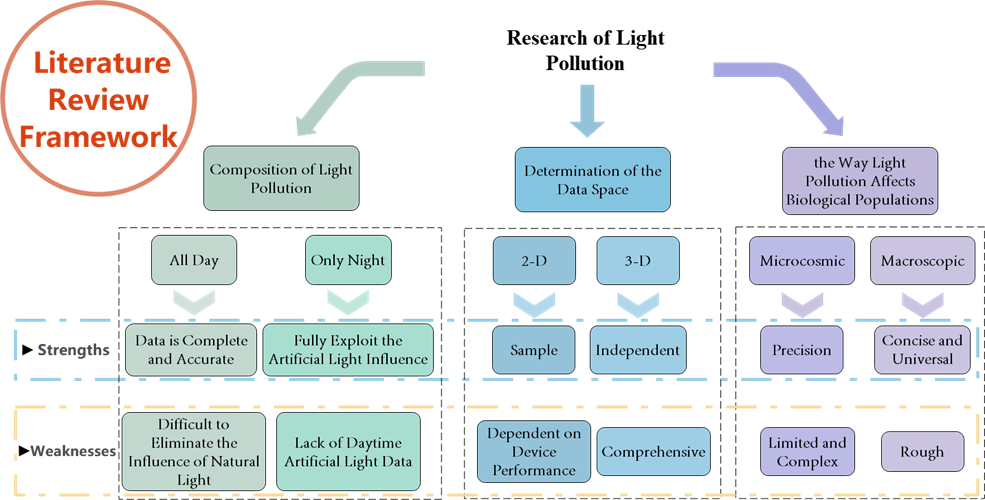 Literature
Review
Framework
Research of Light
Pollution
Composition of Light
Pollution
Determination of the
Data Space
the Way Light
Pollution Affects
Biological Populations
All Day
Only Night
2-D
3-D
Microcosmic
Macroscopic
Strengths
Data is Complete
and Accurate
Fully Exploit the
Artificial Light Influence
Sample
Independent
Precision
Concise and
Universal
Weaknesses
Difficult to
Eliminate the
Influence of Natural
Light
Lack of Daytime
Artificial Light Data
Dependent on
Device
Performance
Comprehensive
Limited and
Complex
Rough